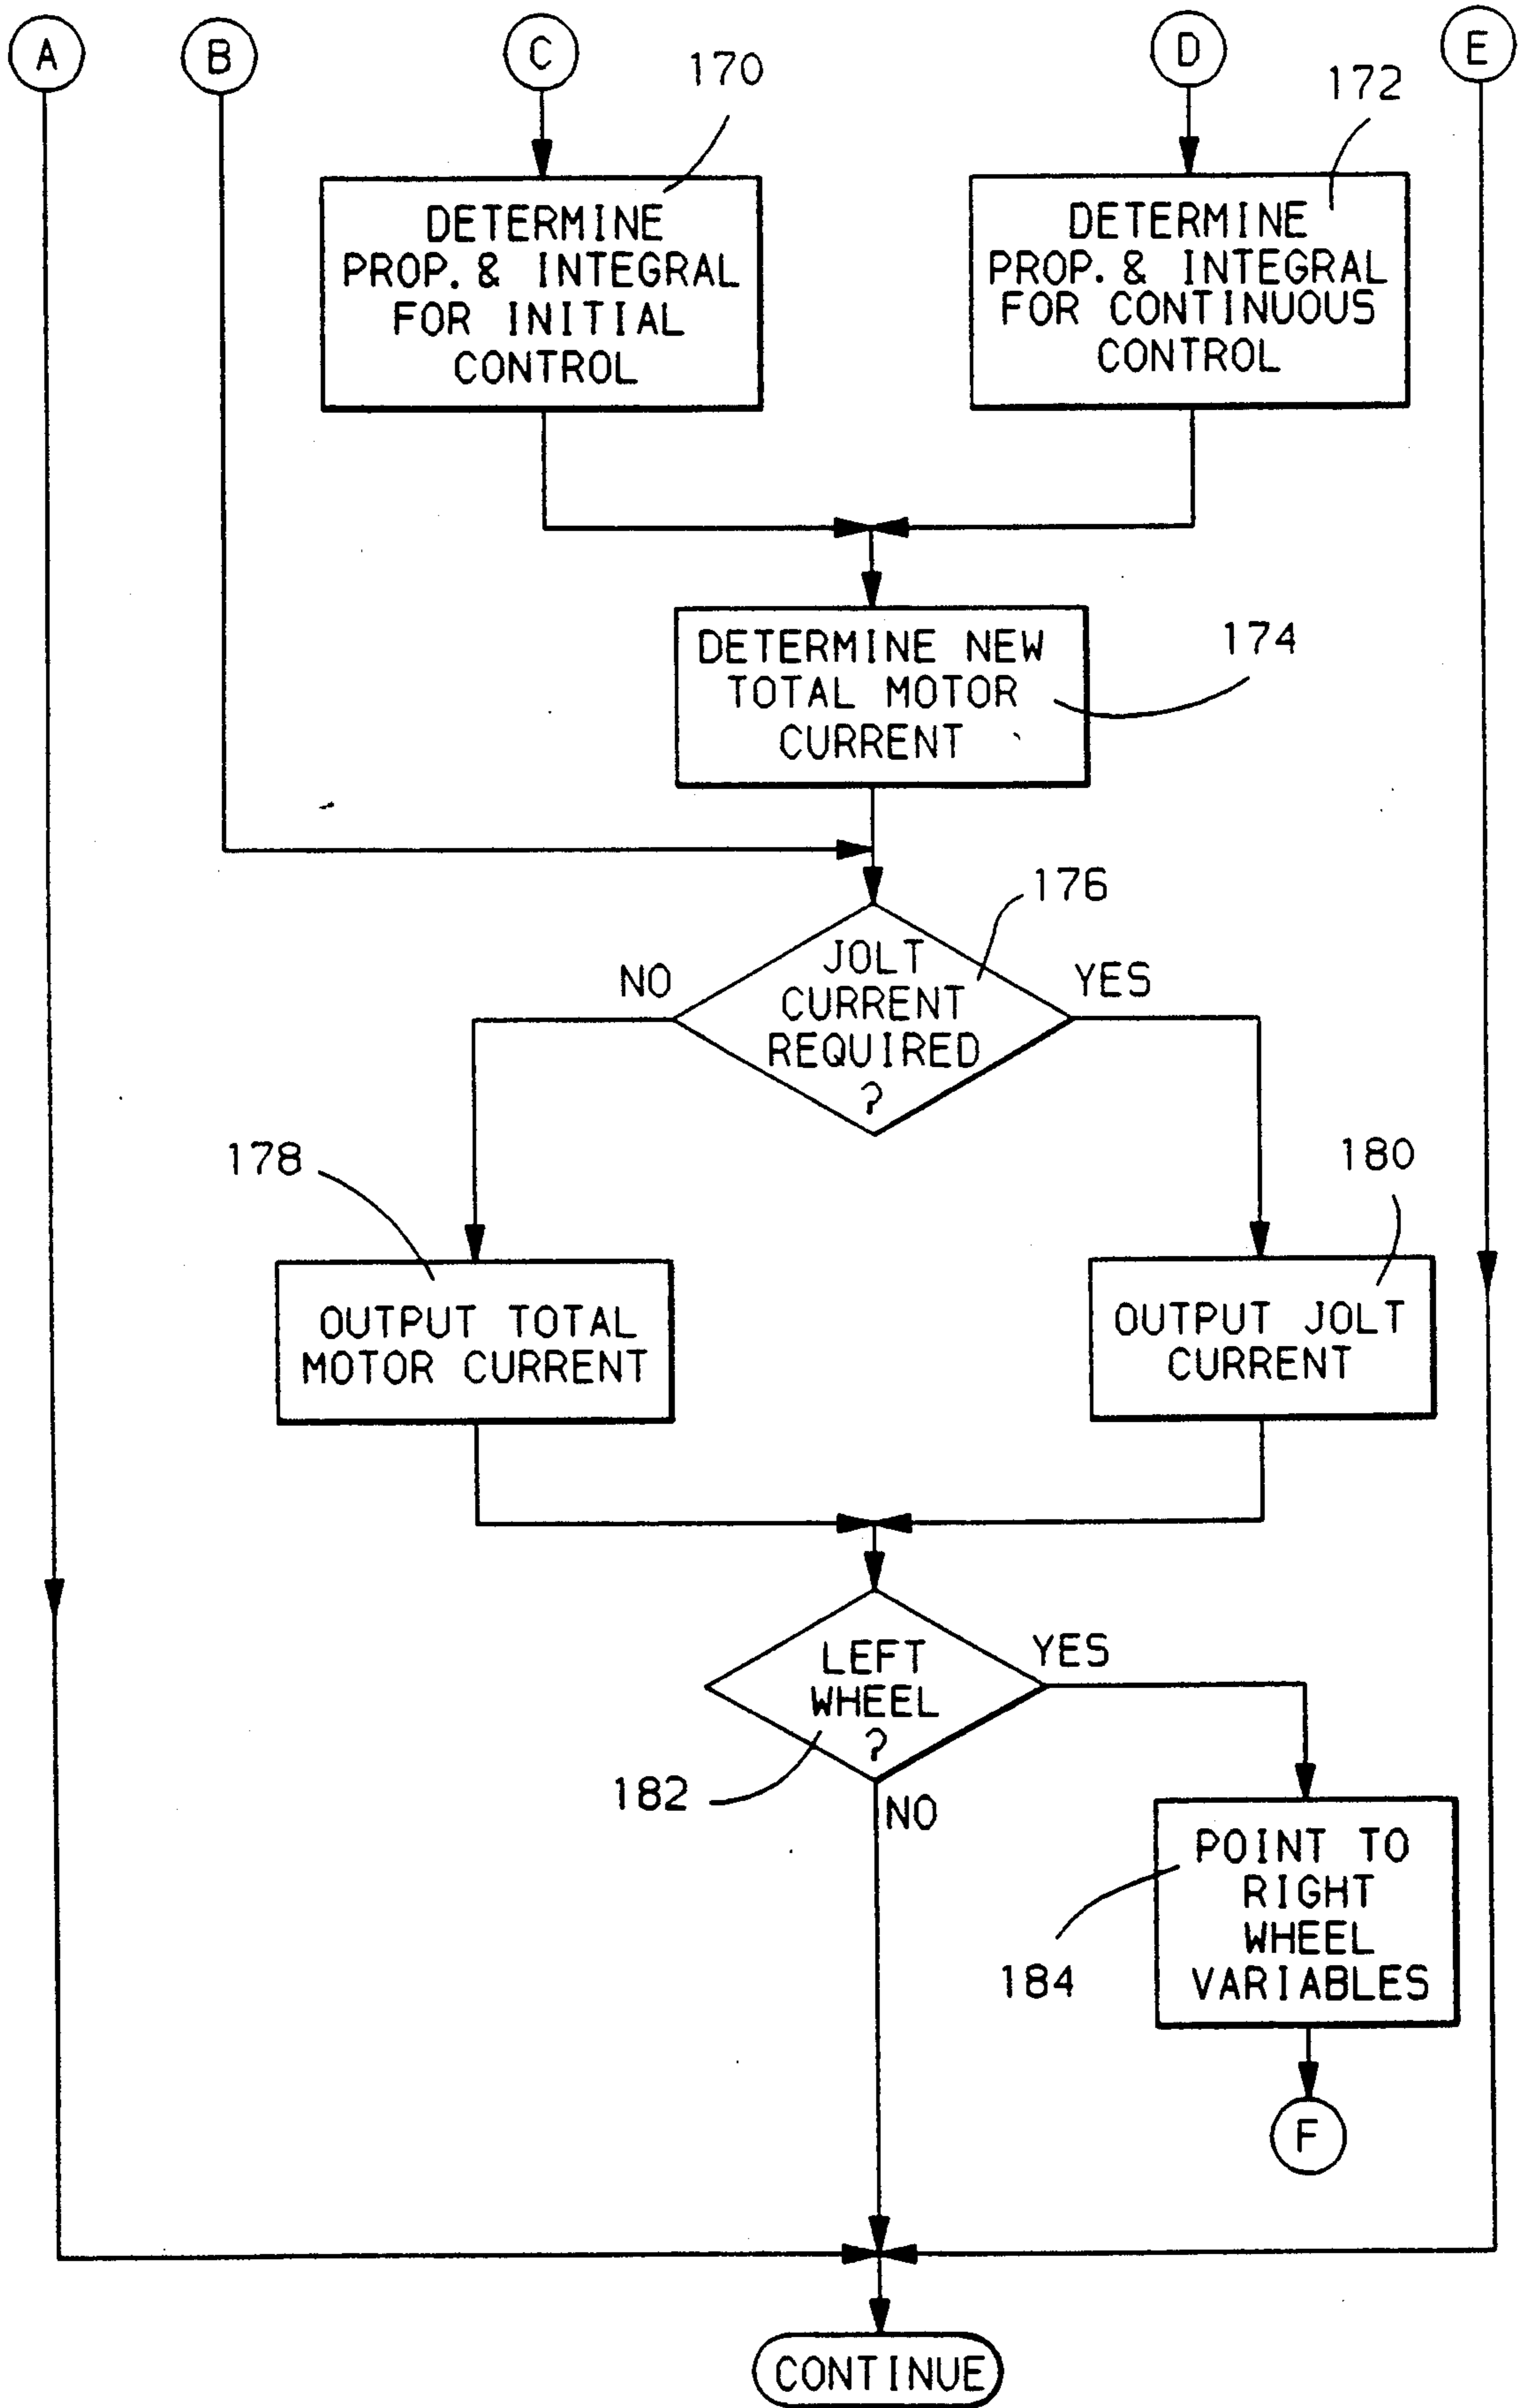 A
B
C
D
E
170
172
DETERMINE
PROP. & INTEGRAL
FOR INITIAL
CONTROL
DETERMINE
PROP. & INTEGRAL
FOR CONTINUOUS
CONTROL
DETERMINE NEW
TOTAL MOTOR
CURRENT
174
176
JOLT
CURRENT
REQUIRED
?
NO
YES
178
180
OUTPUT TOTAL
MOTOR CURRENT
OUTPUT JOLT
CURRENT
LEFT
WHEEL
?
YES
182
NO
POINT TO
RIGHT
WHEEL
VARIABLES
184
F
CONTINUE